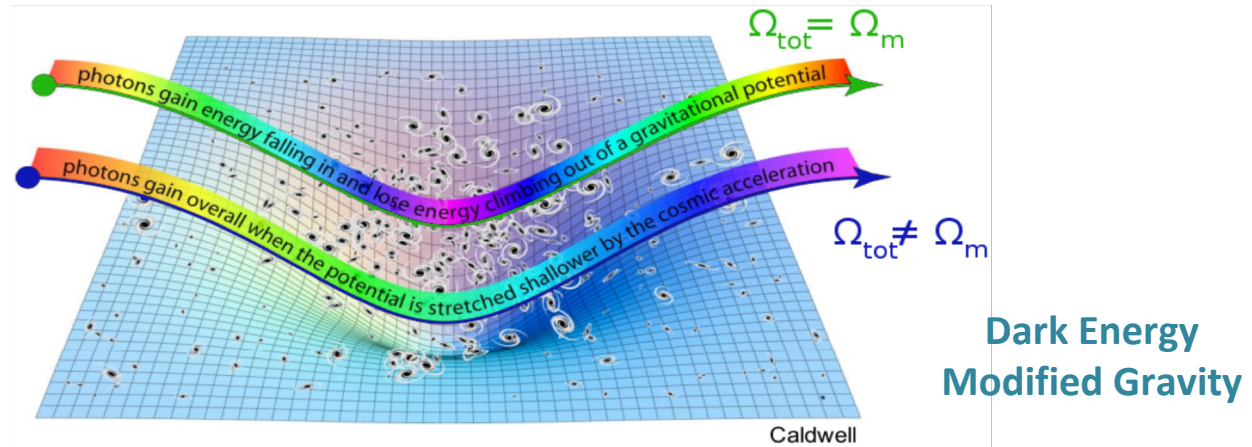 Ωtot = Ωm
photons gain energy falling in and lose energy climbing out of a gravitational potential
photons gain overall when the potential is stretched shallower by the cosmic acceleration
Ωtot ≠ Ωm
Dark Energy
Modified Gravity
Caldwell